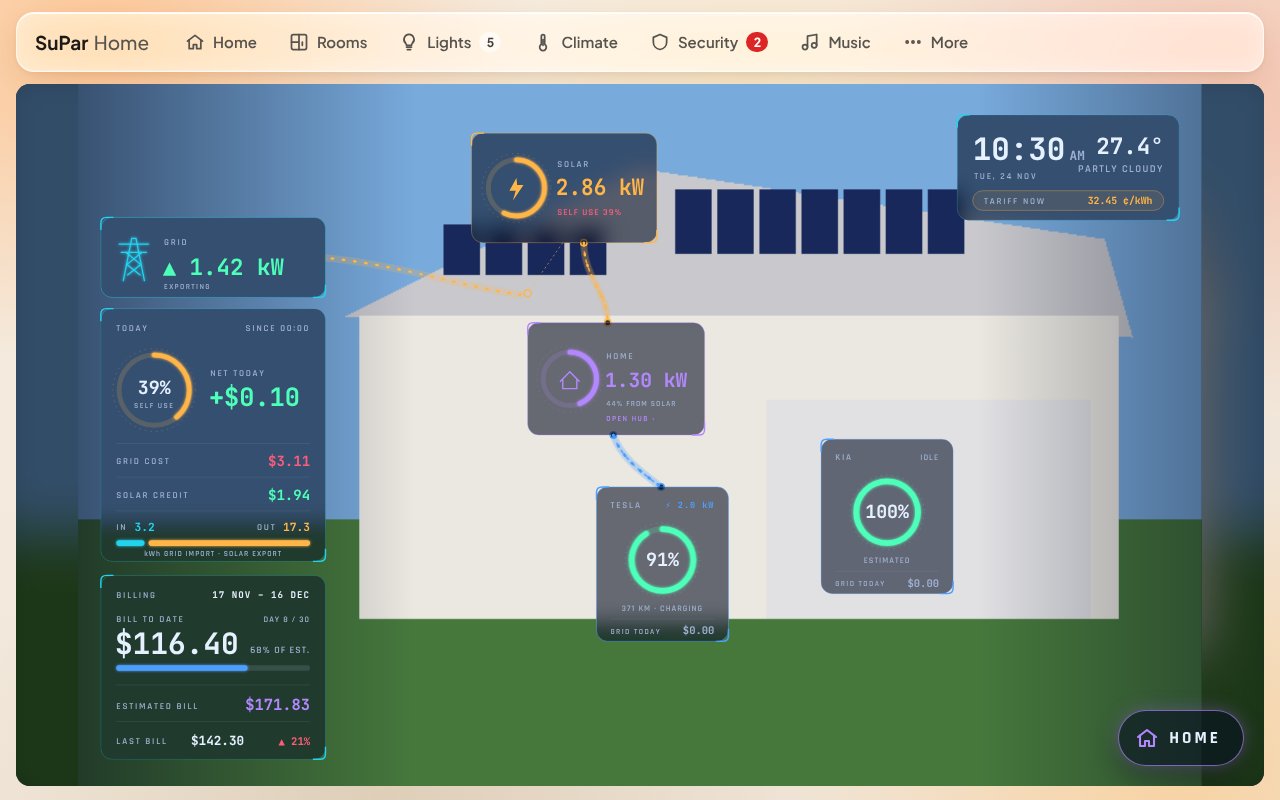 SuPar Home
Home
Rooms
Lights 5
Climate
Security 2
Music
More
SOLAR
2.86 kW
SELF USE 39%
10:30 AM
27.4°
TUE, 24 NOV
PARTLY CLOUDY
TARIFF NOW 32.45 ¢/kWh
GRID
▲ 1.42 kW
EXPORTING
TODAY SINCE 00:00
39%
SELF USE
NET TODAY
+$0.10
GRID COST $3.11
SOLAR CREDIT $1.94
IN 3.2 OUT 17.3
kWh GRID IMPORT · SOLAR EXPORT
HOME
1.30 kW
44% FROM SOLAR
OPEN HUB ›
TESLA ⚡ 2.0 kW
91%
371 KM · CHARGING
GRID TODAY $0.00
KIA IDLE
100%
ESTIMATED
GRID TODAY $0.00
BILLING 17 NOV – 16 DEC
BILL TO DATE DAY 8 / 30
$116.40 68% OF EST.
ESTIMATED BILL $171.83
LAST BILL $142.30 ▲ 21%
HOME